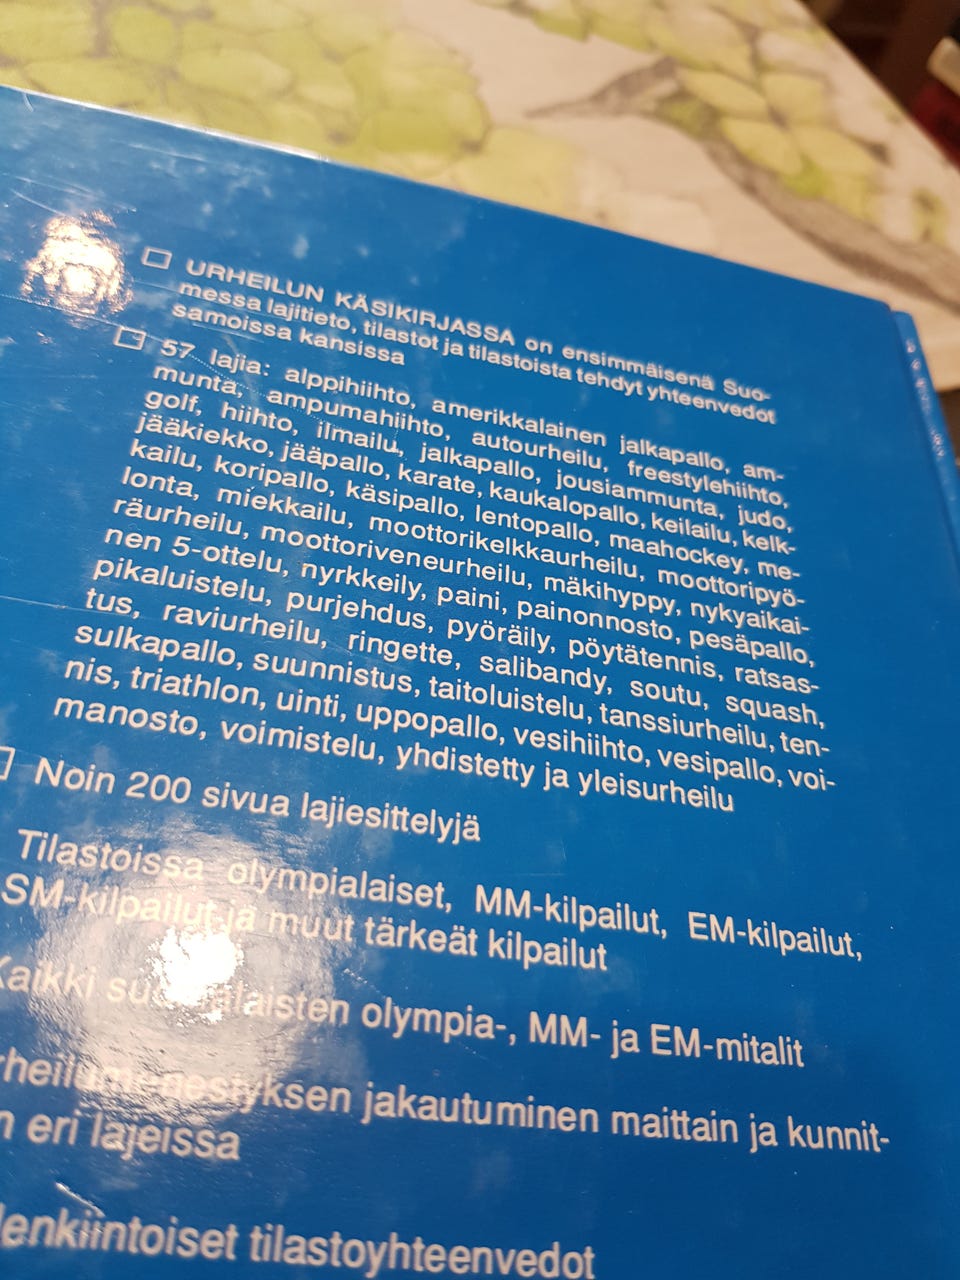 URHEILUN KÄSIKIRJASSA on ensimmäisenä Suo-
messa lajitieto, tilastot ja tilastoista tehdyt yhteenvedot
samoissa kansissa
57 lajia: alppihiihto, amerikkalainen jalkapallo, am-
munta, ampumahiihto, autourheilu, freestylehiihto,
golf, hiihto, ilmailu, jalkapallo, jousiammunta, judo,
jääkiekko, jääpallo, karate, kaukalopallo, keilailu, kelk-
kailu, koripallo, käsipallo, lentopallo, maahockey, me-
lonta, miekkailu, moottorikelkkaurheilu, moottoripyö-
räurheilu, moottoriveneurheilu, mäkihyppy, nykyaikai-
nen 5-ottelu, nyrkkeily, paini, painonnosto, pesäpallo,
pikaluistelu, purjehdus, pyöräily, pöytätennis, ratsas-
tus, raviurheilu, ringette, salibandy, soutu, squash,
sulkapallo, suunnistus, taitoluistelu, tanssiurheilu, ten-
nis, triathlon, uinti, uppopallo, vesihiihto, vesipallo, voi-
manosto, voimistelu, yhdistetty ja yleisurheilu
Noin 200 sivua lajiesittelyjä
Tilastoissa olympialaiset, MM-kilpailut, EM-kilpailut,
SM-kilpailut ja muut tärkeät kilpailut
Kaikki suomalaisten olympia-, MM- ja EM-mitalit
rheilumenestyksen jakautuminen maittain ja kunnit-
n eri lajeissa
lenkiintoiset tilastoyhteenvedot